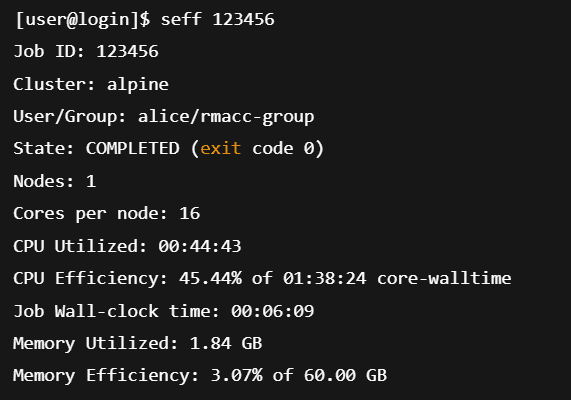 [user@login]$ seff 123456
Job ID: 123456
Cluster: alpine
User/Group: alice/rmacc-group
State: COMPLETED (exit code 0)
Nodes: 1
Cores per node: 16
CPU Utilized: 00:44:43
CPU Efficiency: 45.44% of 01:38:24 core-walltime
Job Wall-clock time: 00:06:09
Memory Utilized: 1.84 GB
Memory Efficiency: 3.07% of 60.00 GB